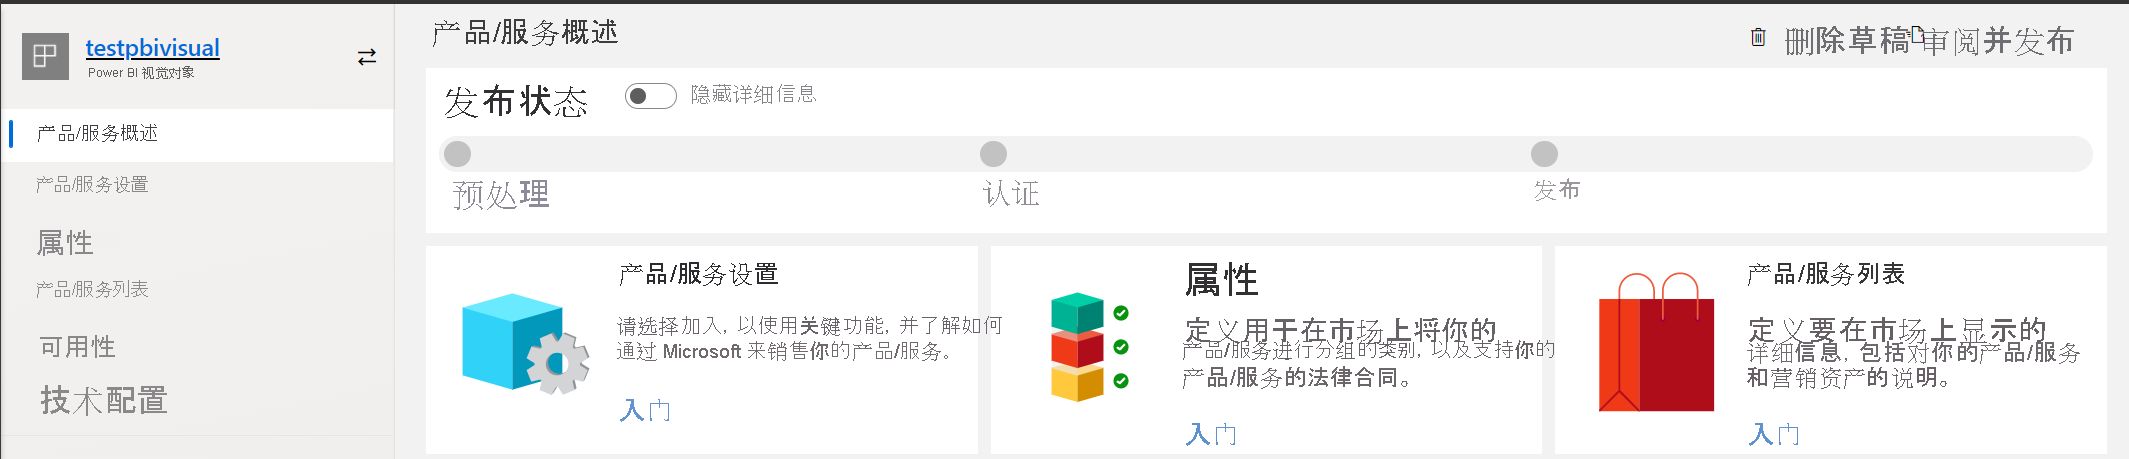 testpbivisual
Power BI 视觉对象
产品/服务概述
产品/服务设置
属性
产品/服务列表
可用性
技术配置
产品/服务概述
删除草稿
审阅并发布
发布状态
隐藏详细信息
预处理
认证
发布
产品/服务设置
请选择加入, 以使用关键功能, 并了解如何
通过 Microsoft 来销售你的产品/服务。
入门
属性
定义用于在市场上将你的
产品/服务进行分组的类别, 以及支持你的
产品/服务的法律合同。
入门
产品/服务列表
定义要在市场上显示的
详细信息, 包括对你的产品/服务
和营销资产的说明。
入门